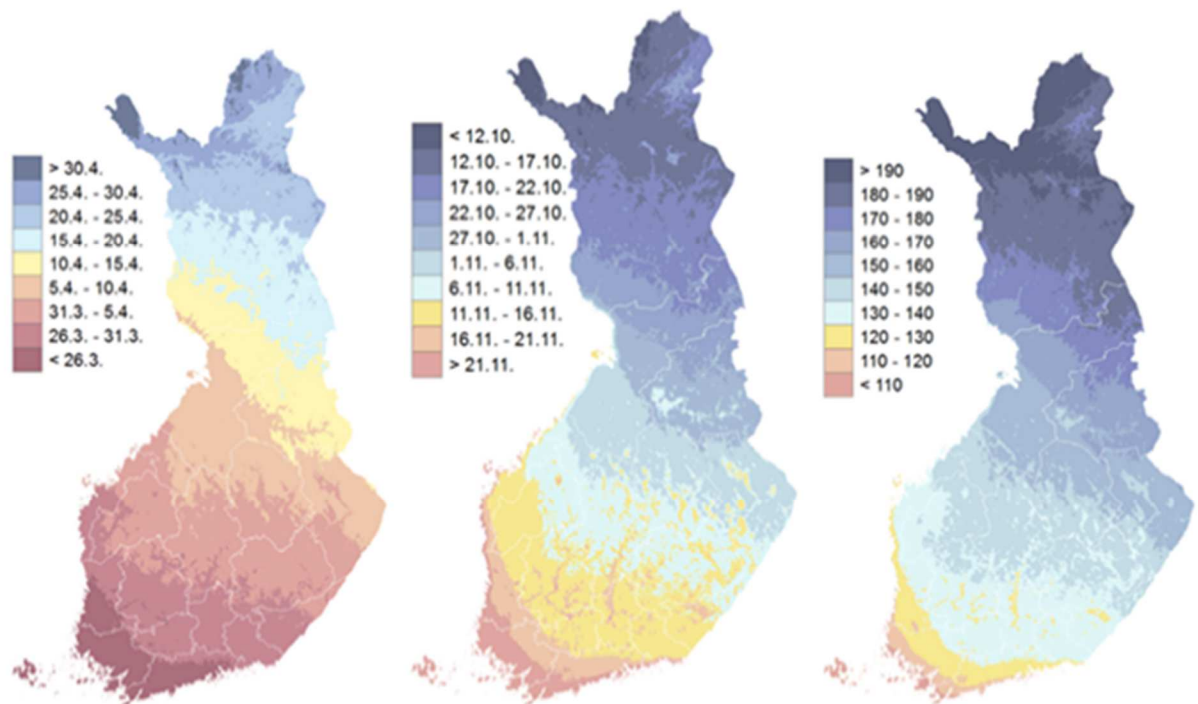 > 30.4.
25.4. - 30.4.
20.4. - 25.4.
15.4. - 20.4.
10.4. - 15.4.
5.4. - 10.4.
31.3. - 5.4.
26.3. - 31.3.
< 26.3.
< 12.10.
12.10. - 17.10.
17.10. - 22.10.
22.10. - 27.10.
27.10. - 1.11.
1.11. - 6.11.
6.11. - 11.11.
11.11. - 16.11.
16.11. - 21.11.
> 21.11.
> 190
180 - 190
170 - 180
160 - 170
150 - 160
140 - 150
130 - 140
120 - 130
110 - 120
< 110